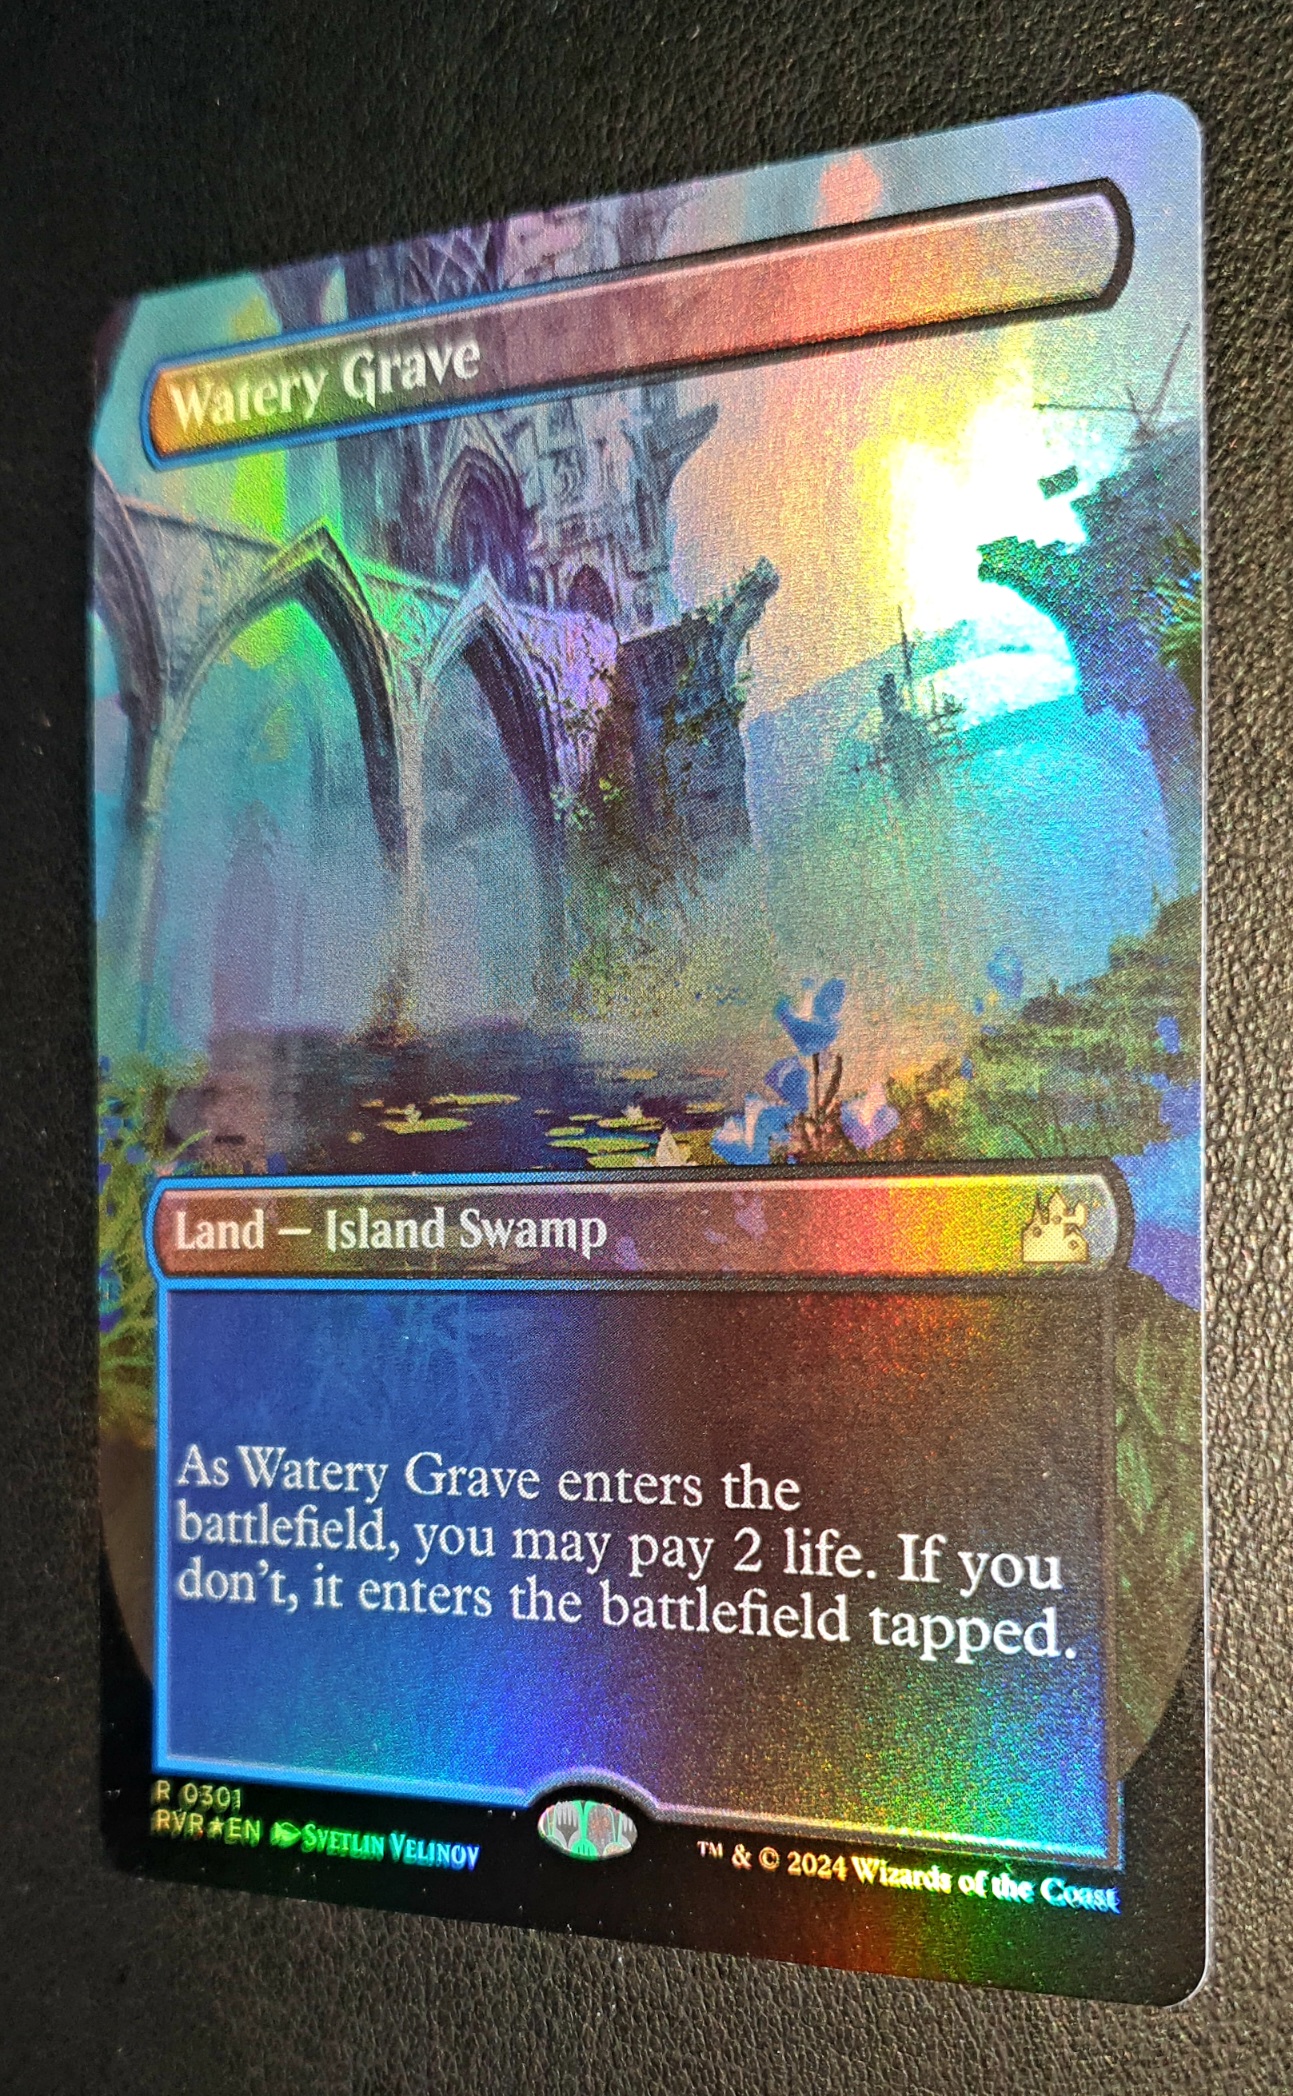 Watery Grave
Land — Island Swamp
As Watery Grave enters the
battlefield, you may pay 2 life. If you
don't, it enters the battlefield tapped.
R 0301
RVR★EN Svetlin Velinov
™ & © 2024 Wizards of the Coast